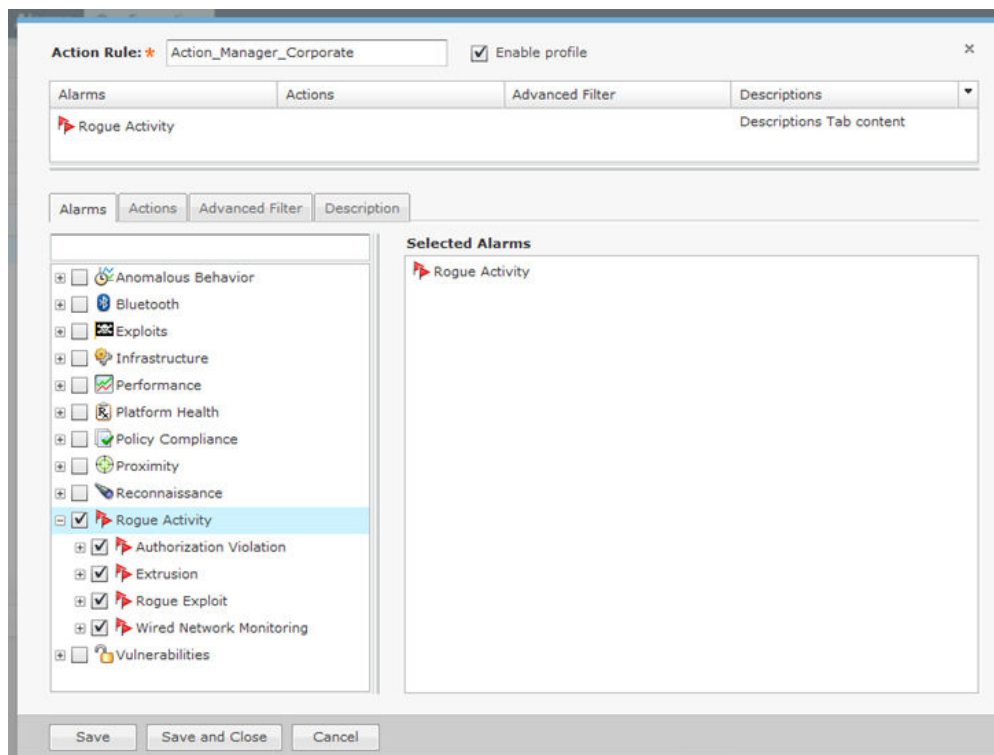 Action Rule: * Action_Manager_Corporate Enable profile
Alarms Actions Advanced Filter Descriptions
Rogue Activity Descriptions Tab content
Alarms Actions Advanced Filter Description
Selected Alarms
Rogue Activity
Anomalous Behavior
Bluetooth
Exploits
Infrastructure
Performance
Platform Health
Policy Compliance
Proximity
Reconnaissance
Rogue Activity
Authorization Violation
Extrusion
Rogue Exploit
Wired Network Monitoring
Vulnerabilities
Save Save and Close Cancel